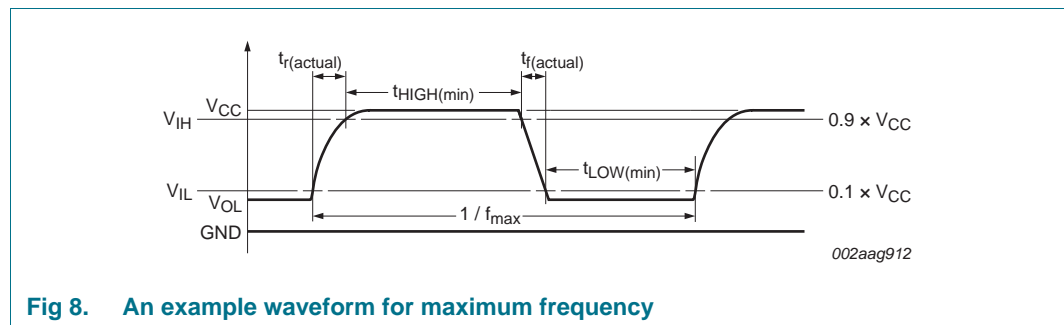 tr(actual)
tf(actual)
tHIGH(min)
VCC
VIH
0.9 × VCC
tLOW(min)
VIL
0.1 × VCC
VOL
1 / fmax
GND
002aag912
Fig 8. An example waveform for maximum frequency